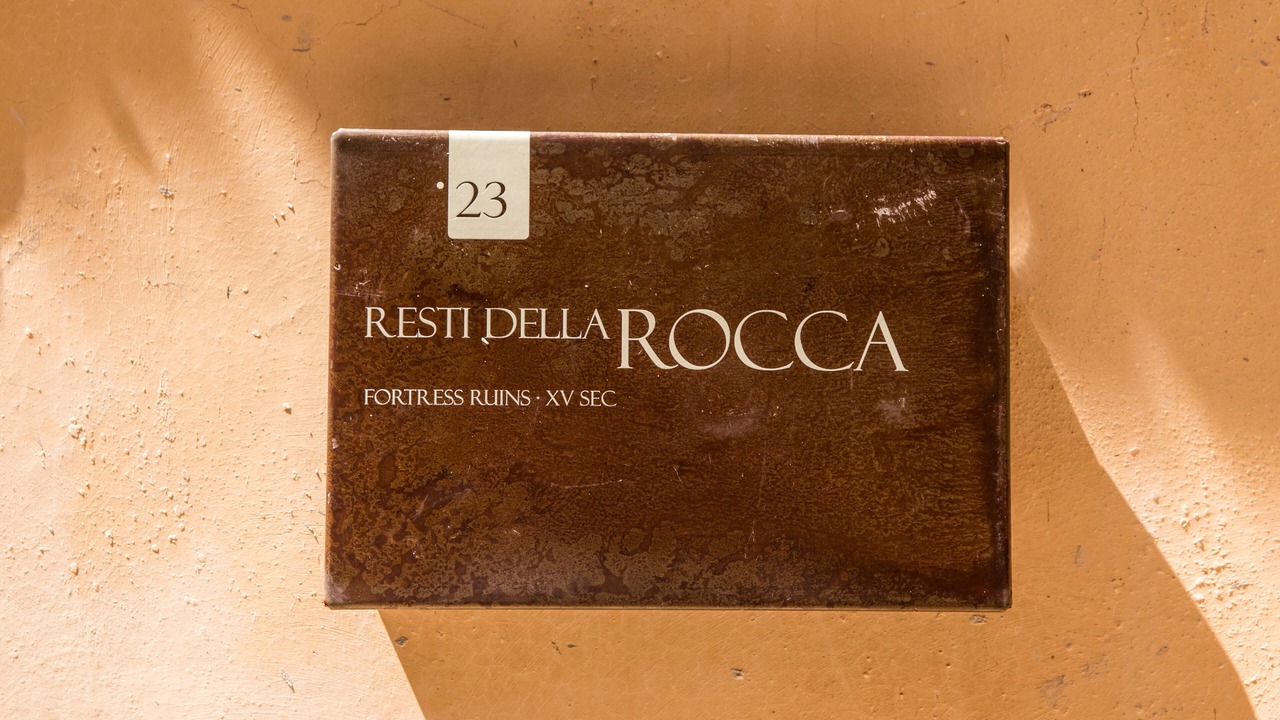 23
RESTI DELLA ROCCA
FORTRESS RUINS · XV SEC